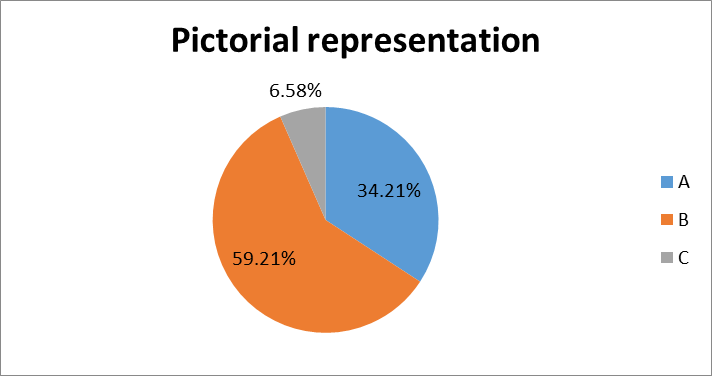 Pictorial representation
6.58%
34.21%
59.21%
A
B
C